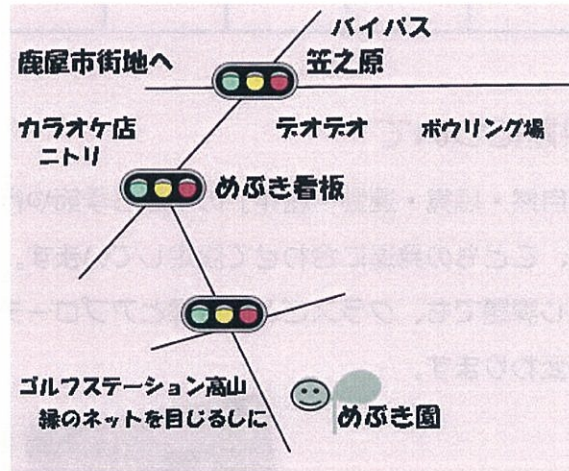 バイパス
鹿屋市街地へ
笠之原
カラオケ店
ニトリ
デオデオ
ボウリング場
めぶき看板
ゴルフステーション高山
緑のネットを目じるしに
めぶき園